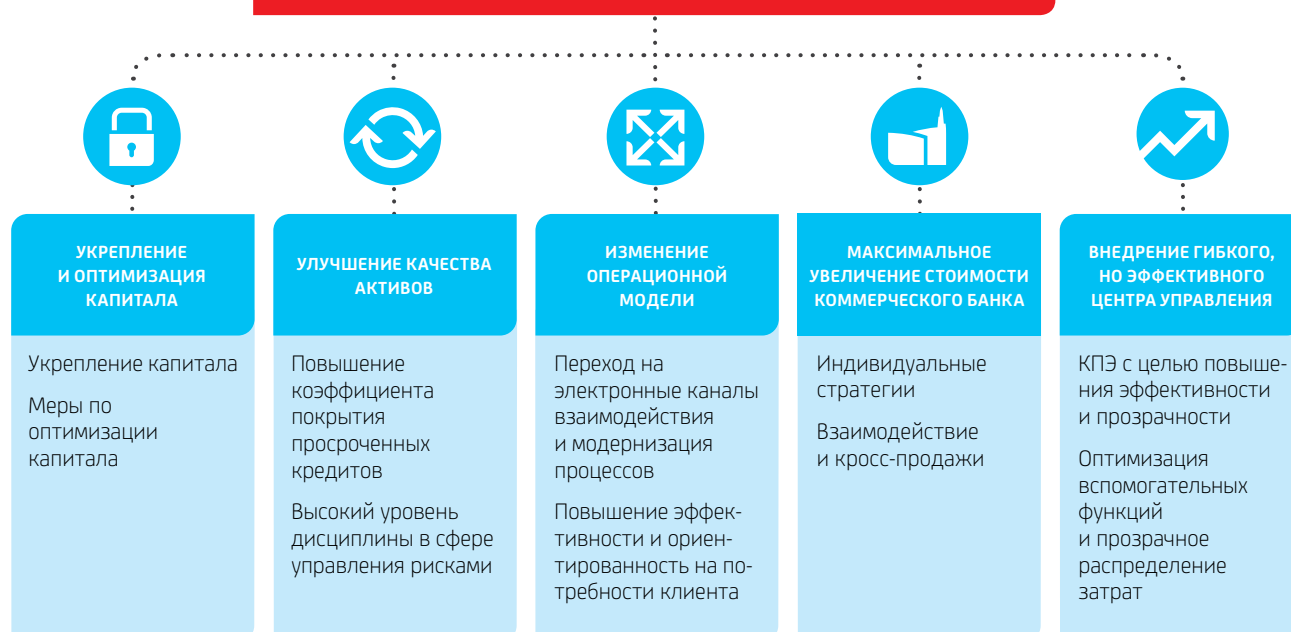 УКРЕПЛЕНИЕ
И ОПТИМИЗАЦИЯ
КАПИТАЛА
Укрепление капитала
Меры по
оптимизации
капитала
УЛУЧШЕНИЕ КАЧЕСТВА
АКТИВОВ
Повышение
коэффициента
покрытия
просроченных
кредитов
Высокий уровень
дисциплины в сфере
управления рисками
ИЗМЕНЕНИЕ
ОПЕРАЦИОННОЙ
МОДЕЛИ
Переход на
электронные каналы
взаимодействия
и модернизация
процессов
Повышение эффек-
тивности и ориен-
тированность на по-
требности клиента
МАКСИМАЛЬНОЕ
УВЕЛИЧЕНИЕ СТОИМОСТИ
КОММЕРЧЕСКОГО БАНКА
Индивидуальные
стратегии
Взаимодействие
и кросс-продажи
ВНЕДРЕНИЕ ГИБКОГО,
НО ЭФФЕКТИВНОГО
ЦЕНТРА УПРАВЛЕНИЯ
КПЭ с целью повыше-
ния эффективности
и прозрачности
Оптимизация
вспомогательных
функций
и прозрачное
распределение
затрат